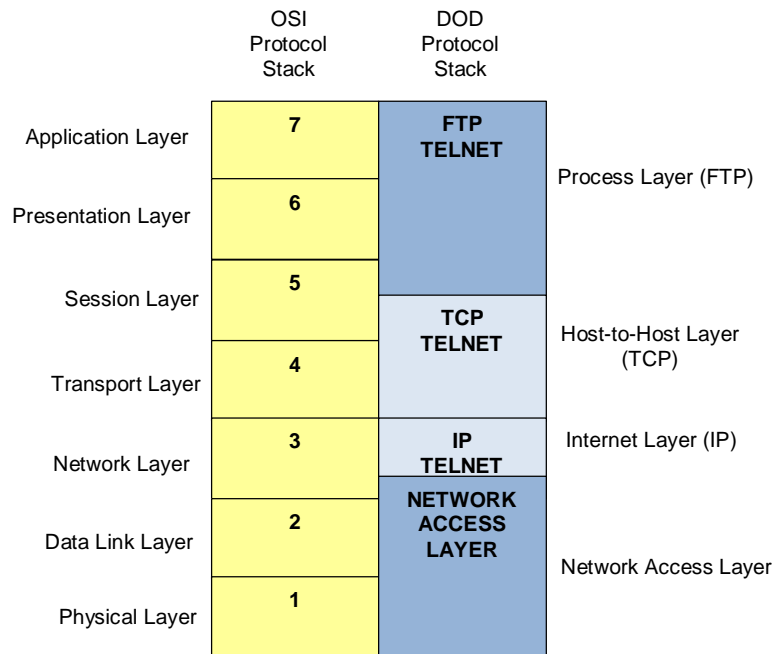 OSI
Protocol
Stack
DOD
Protocol
Stack
Application Layer
7
FTP
TELNET
Process Layer (FTP)
Presentation Layer
6
Session Layer
5
TCP
TELNET
Host-to-Host Layer
(TCP)
Transport Layer
4
Network Layer
3
IP
TELNET
Internet Layer (IP)
Data Link Layer
2
NETWORK
ACCESS
LAYER
Network Access Layer
Physical Layer
1